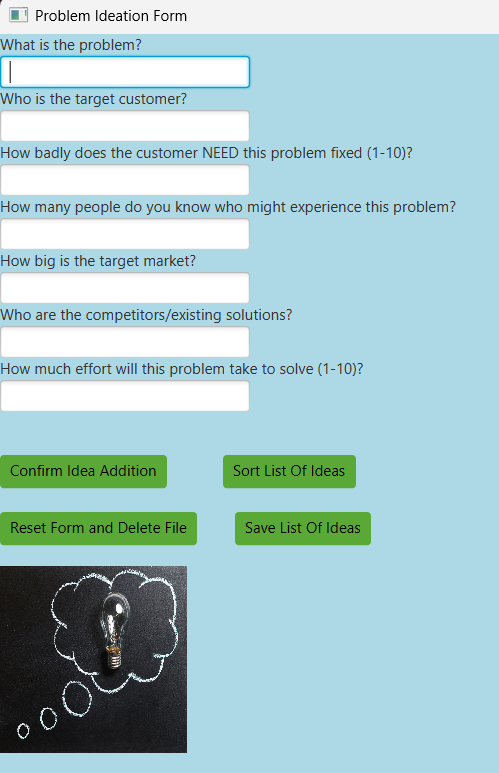 Problem Ideation Form
What is the problem?
Who is the target customer?
How badly does the customer NEED this problem fixed (1-10)?
How many people do you know who might experience this problem?
How big is the target market?
Who are the competitors/existing solutions?
How much effort will this problem take to solve (1-10)?
Confirm Idea Addition Sort List Of Ideas
Reset Form and Delete File Save List Of Ideas